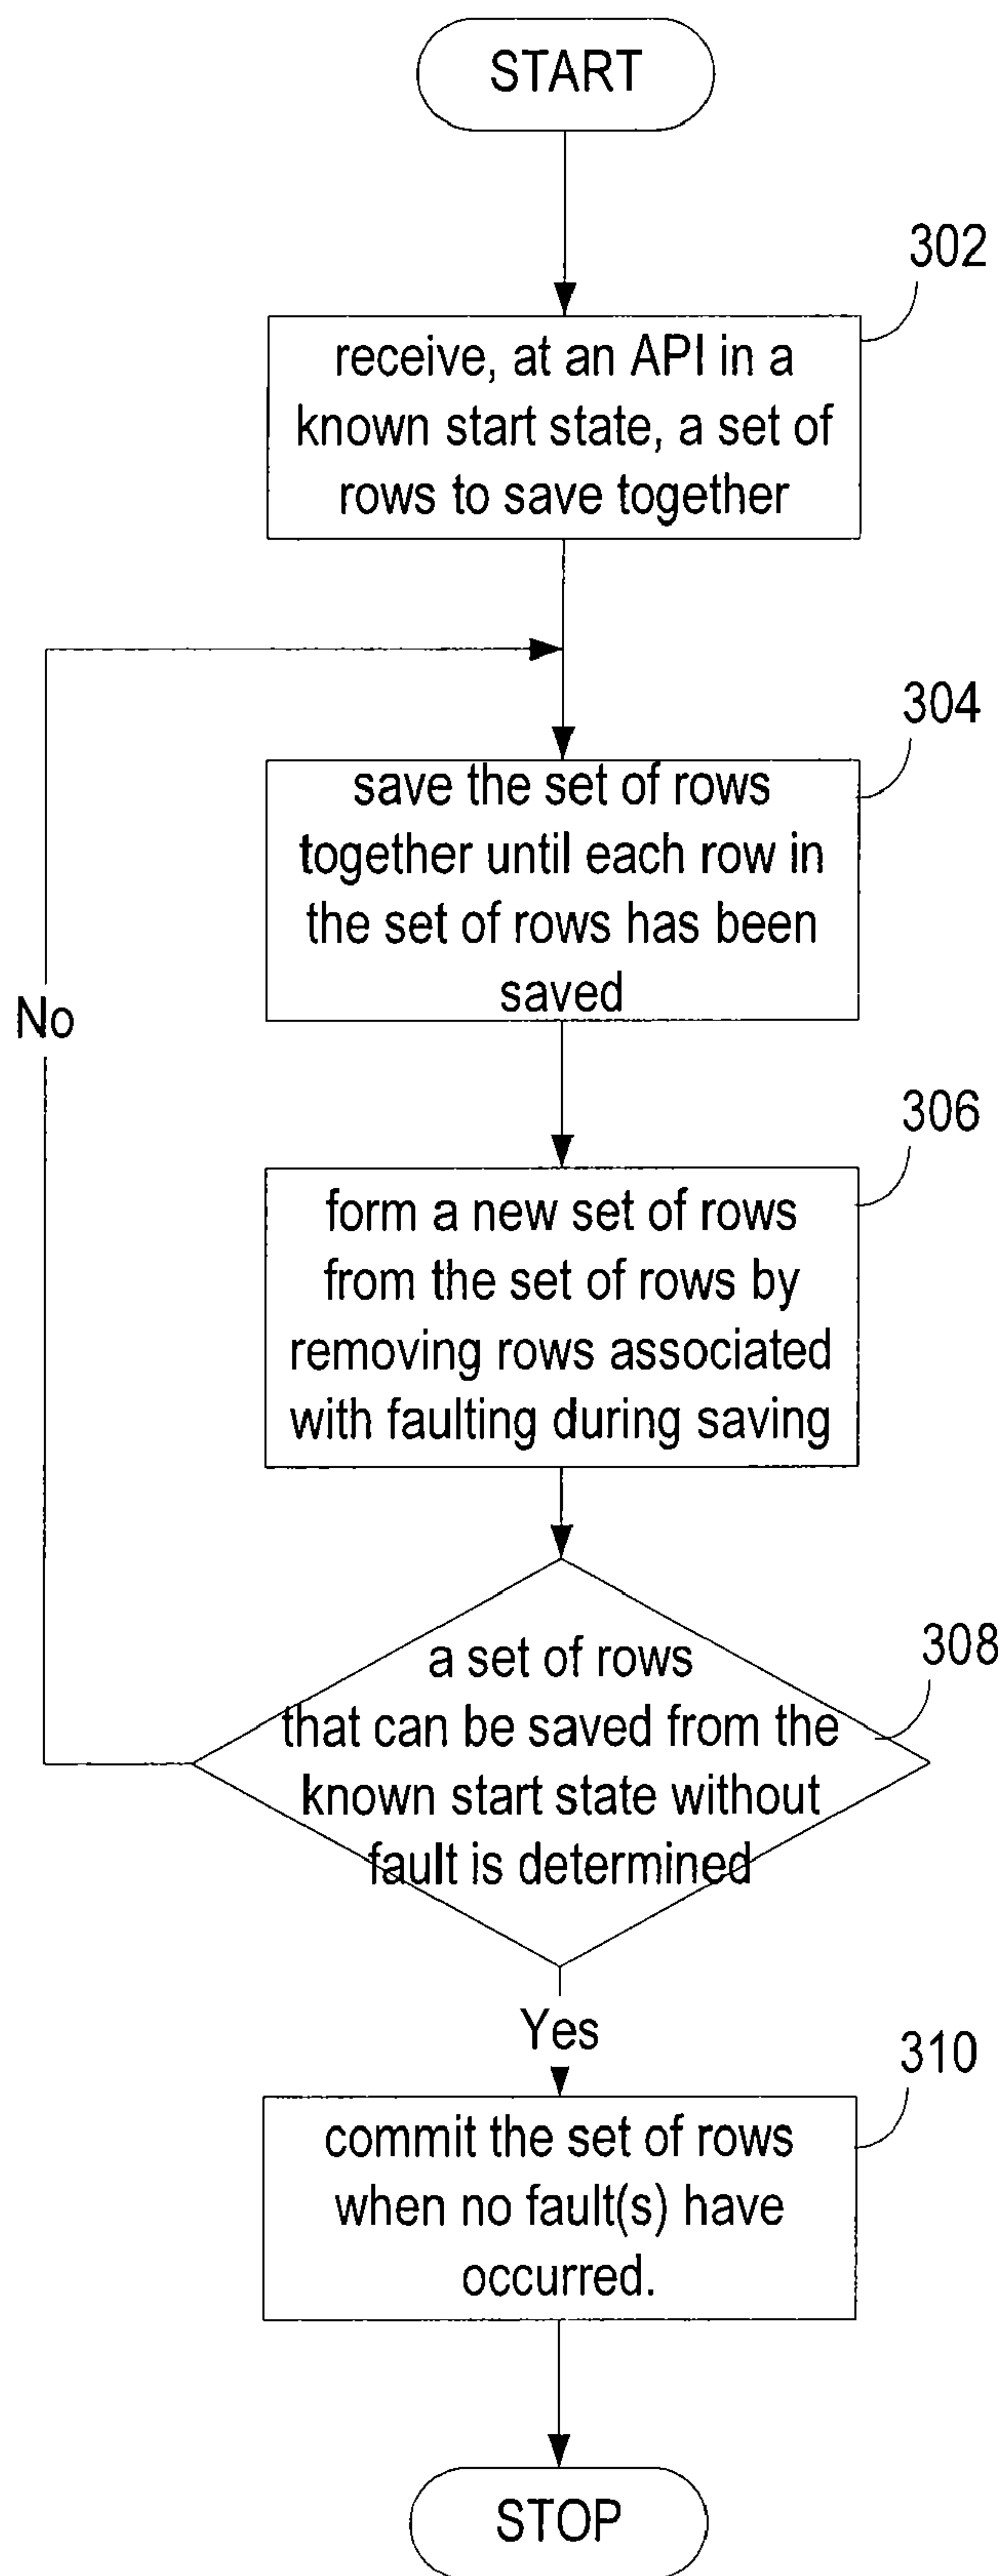 START
302
receive, at an API in a
known start state, a set of
rows to save together
304
save the set of rows
together until each row in
the set of rows has been
saved
No
306
form a new set of rows
from the set of rows by
removing rows associated
with faulting during saving
308
a set of rows
that can be saved from the
known start state without
fault is determined
Yes
310
commit the set of rows
when no fault(s) have
occurred.
STOP